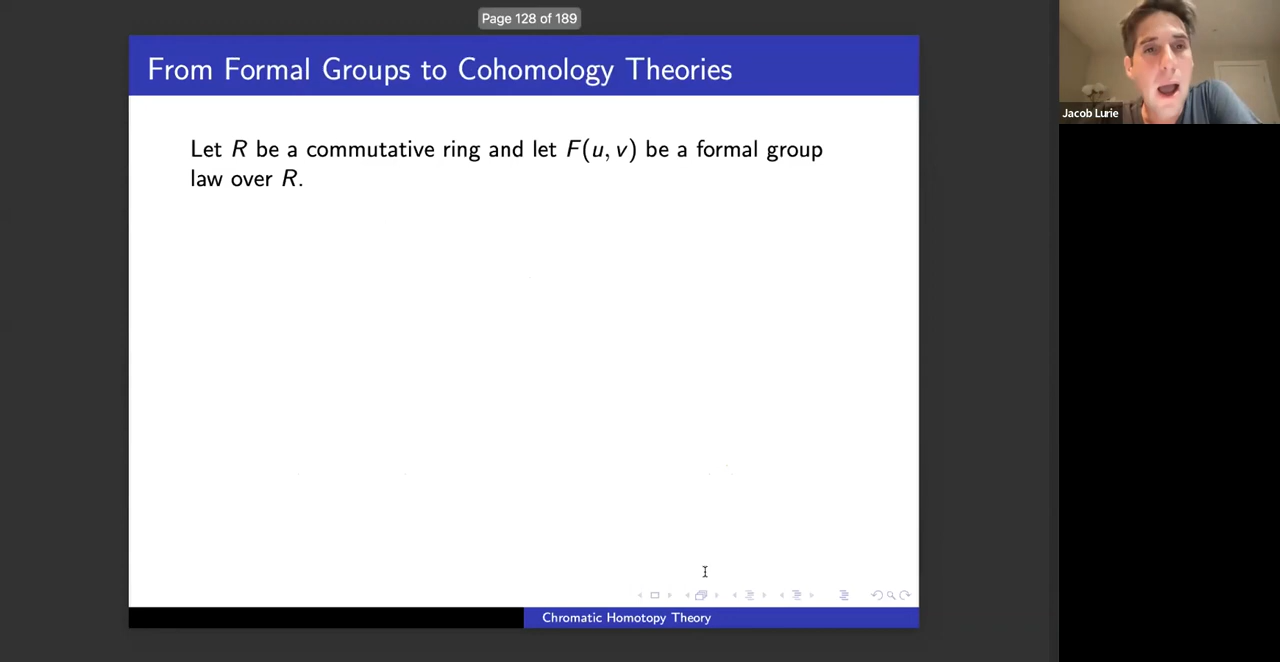 Page 128 of 189
From Formal Groups to Cohomology Theories
Jacob Lurie
Let R be a commutative ring and let F(u, v) be a formal group
law over R.
Chromatic Homotopy Theory